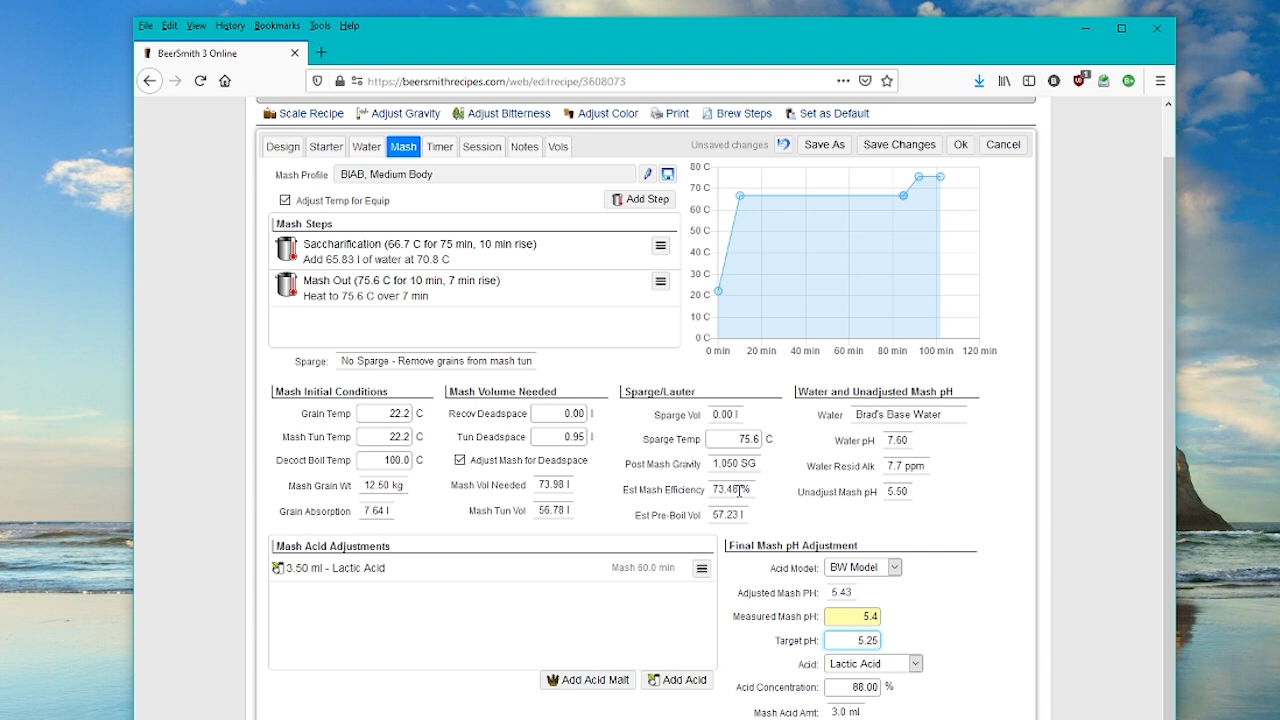 File Edit View History Bookmarks Tools Help
BeerSmith 3 Online
https://beersmithrecipes.com/web/editrecipe/3608073
Scale Recipe Adjust Gravity Adjust Bitterness Adjust Color Print Brew Steps Set as Default
Design Starter Water Mash Timer Session Notes Vols Unsaved changes Save As Save Changes Ok Cancel
Mash Profile BIAB, Medium Body
Adjust Temp for Equip Add Step
Mash Steps
Saccharification (66.7 C for 75 min, 10 min rise)
Add 65.83 l of water at 70.8 C
Mash Out (75.6 C for 10 min, 7 min rise)
Heat to 75.6 C over 7 min
80 C
70 C
60 C
50 C
40 C
30 C
20 C
10 C
0 C
0 min 20 min 40 min 60 min 80 min 100 min 120 min
Sparge: No Sparge - Remove grains from mash tun
Mash Initial Conditions
Grain Temp 22.2 C
Mash Tun Temp 22.2 C
Decoct Boil Temp 100.0 C
Mash Grain Wt 12.50 kg
Grain Absorption 7.64 l
Mash Volume Needed
Recov Deadspace 0.00 l
Tun Deadspace 0.95 l
Adjust Mash for Deadspace
Mash Vol Needed 73.98 l
Mash Tun Vol 56.78 l
Sparge/Lauter
Sparge Vol 0.00 l
Sparge Temp 75.6 C
Post Mash Gravity 1.050 SG
Est Mash Efficiency 73.46 %
Est Pre-Boil Vol 57.23 l
Water and Unadjusted Mash pH
Water Brad's Base Water
Water pH 7.60
Water Resid Alk 7.7 ppm
Unadjust Mash pH 5.50
Mash Acid Adjustments
3.50 ml - Lactic Acid Mash 60.0 min
Add Acid Malt Add Acid
Final Mash pH Adjustment
Acid Model: BW Model
Adjusted Mash PH: 5.43
Measured Mash pH: 5.4
Target pH: 5.25
Acid: Lactic Acid
Acid Concentration: 88.00 %
Mash Acid Amt: 3.0 ml